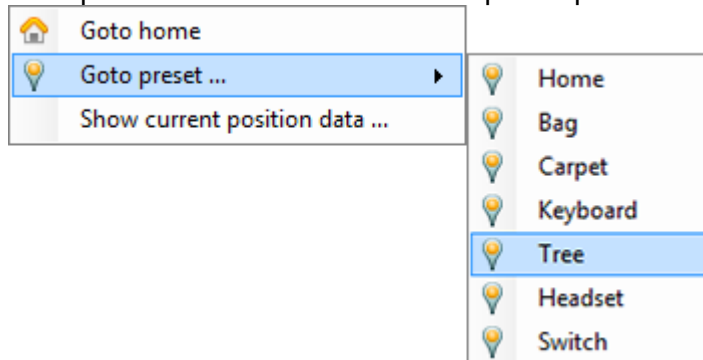 Goto home
Goto preset ...
Show current position data ...
Home
Bag
Carpet
Keyboard
Tree
Headset
Switch